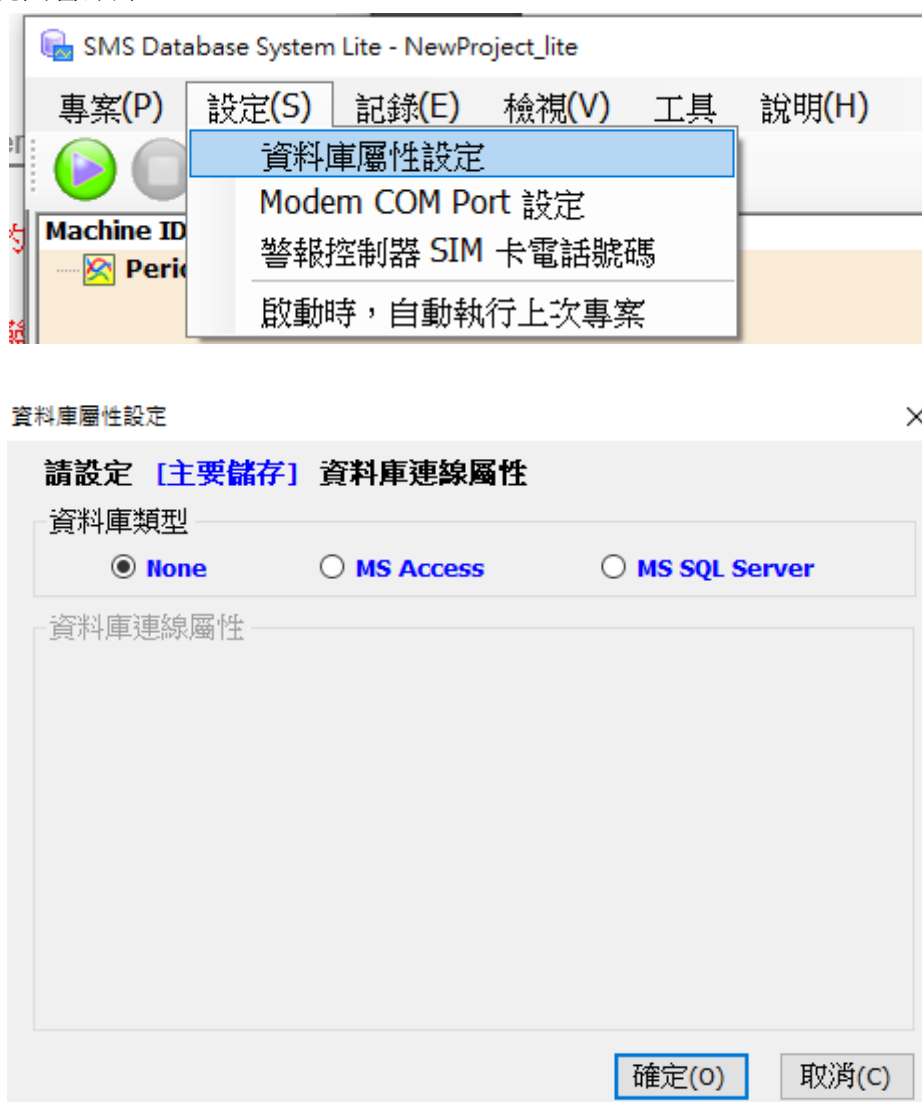 SMS Database System Lite - NewProject_lite
專案(P) 設定(S) 記錄(E) 檢視(V) 工具 說明(H)
資料庫屬性設定
Modem COM Port 設定
Machine ID
警報控制器 SIM 卡電話號碼
啟動時，自動執行上次專案
資料庫屬性設定
請設定 [主要儲存] 資料庫連線屬性
資料庫類型
None MS Access MS SQL Server
資料庫連線屬性
確定(O) 取消(C)